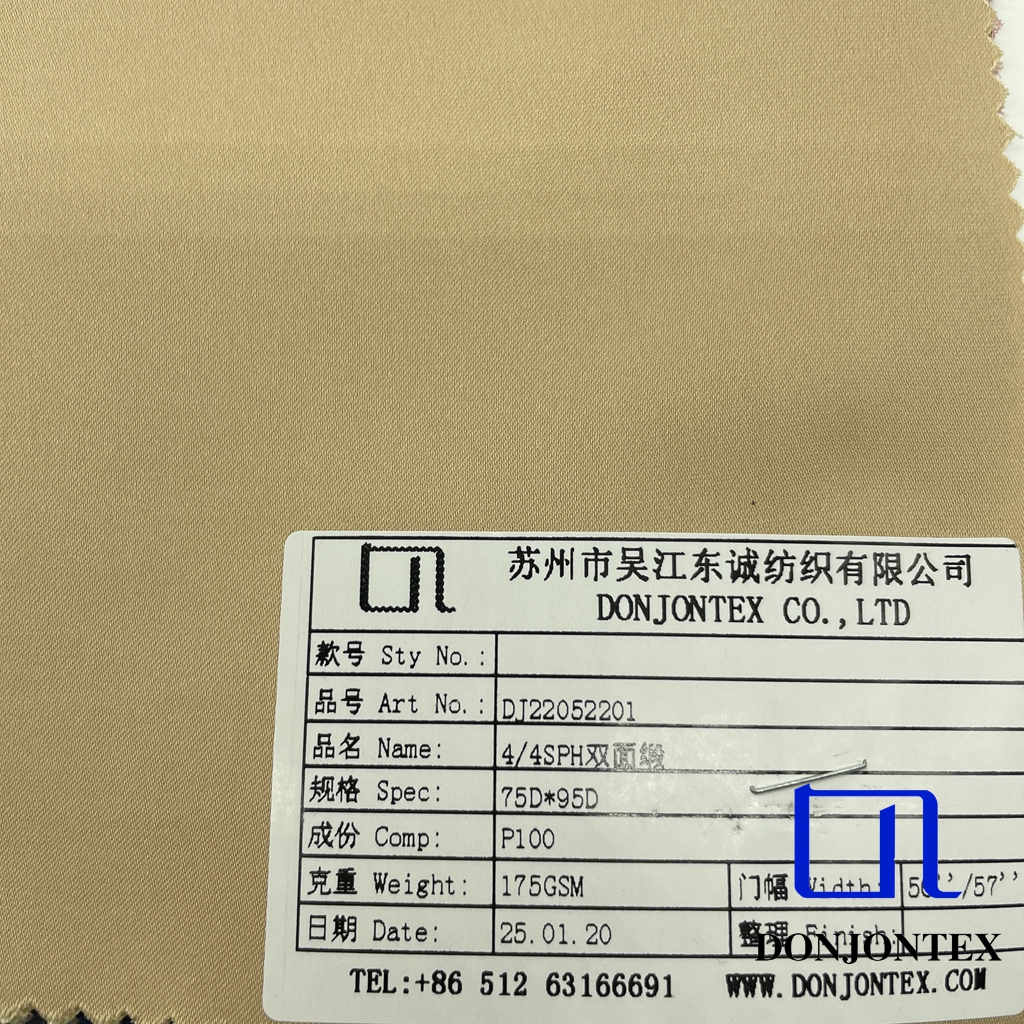 苏州市吴江东诚纺织有限公司
DONJONTEX CO.,LTD
款号 Sty No.:
品号 Art No.: DJ22052201
品名 Name: 4/4SPH双面缎
规格 Spec: 75D*95D
成份 Comp: P100
克重 Weight: 175GSM 门幅 Width: /57''
日期 Date: 25.01.20 整理 Finish:
DONJONTEX
TEL:+86 512 63166691 WWW.DONJONTEX.COM